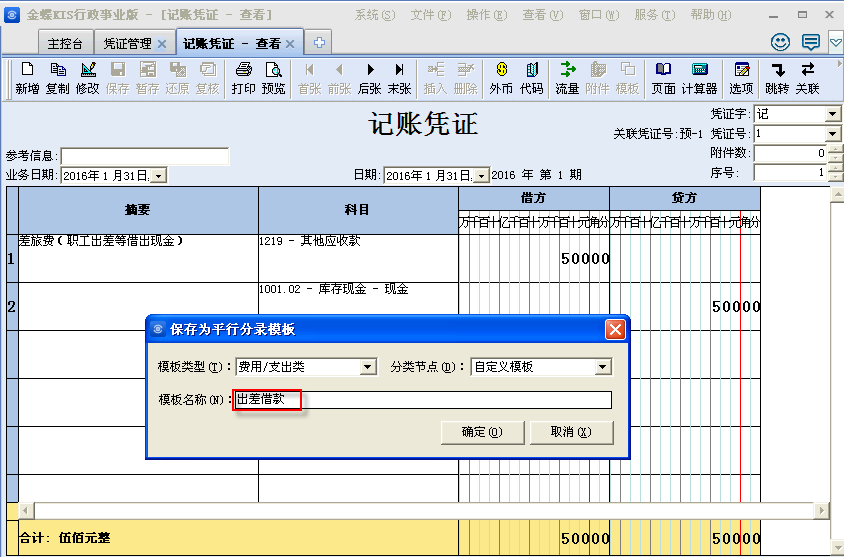 金蝶KIS行政事业版 - [记账凭证 - 查看] 系统(S) 文件(F) 操作(E) 查看(V) 窗口(W) 服务(T) 帮助(H)
主控台 凭证管理 记账凭证 - 查看
新增 复制 修改 保存 暂存 还原 复核 打印 预览 首张 前张 后张 末张 插入 删除 外币 代码 流量 附件 模板 页面 计算器 选项 跳转 关联
记账凭证
凭证字: 记
关联凭证号:预-1 凭证号: 1
参考信息: 附件数: 0
业务日期: 2016年 1月31日 日期: 2016年 1月31日 2016 年 第 1 期 序号: 1
摘要 科目 借方 贷方
万千百十亿千百十万千百十元角分 万千百十亿千百十万千百十元角分
1 差旅费(职工出差等借出现金) 1219 - 其他应收款 50000
2 1001.02 - 库存现金 - 现金 50000
保存为平行分录模板
模板类型(T): 费用/支出类 分类节点(D): 自定义模板
模板名称(N): 出差借款
确定(O) 取消(X)
合计: 伍佰元整 50000 50000